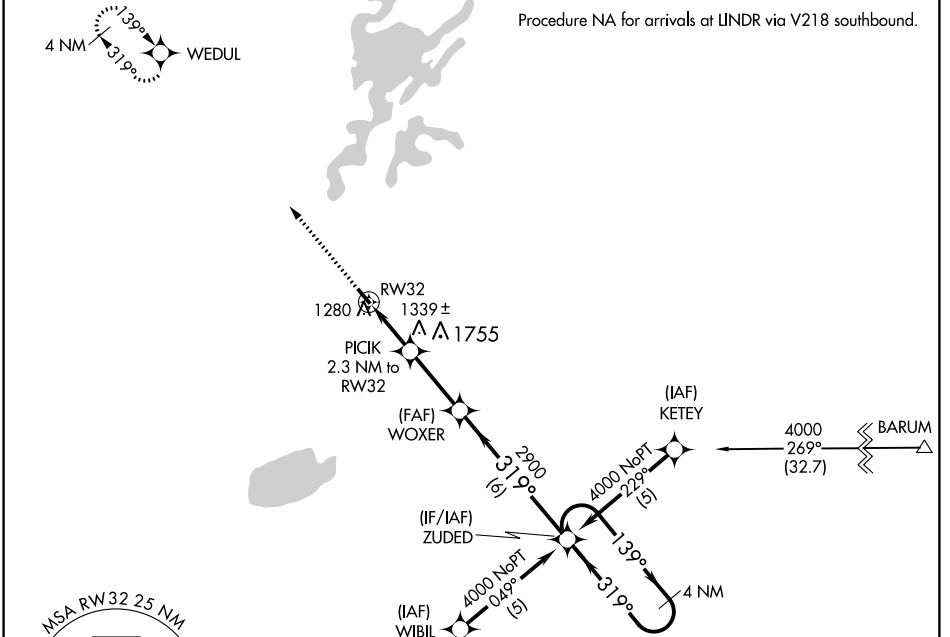 Procedure NA for arrivals at LINDR via V218 southbound.
139°
4 NM
319°
WEDUL
RW32
1280
1339 ±
1755
PICIK
2.3 NM to
RW32
(FAF)
WOXER
2900
319°
(6)
(IAF)
KETEY
4000
269°
(32.7)
BARUM
4000 NoPT
229°
(5)
(IF/IAF)
ZUDED
139°
319°
4 NM
4000 NoPT
049°
(5)
(IAF)
WIBIL
MSA RW32 25 NM